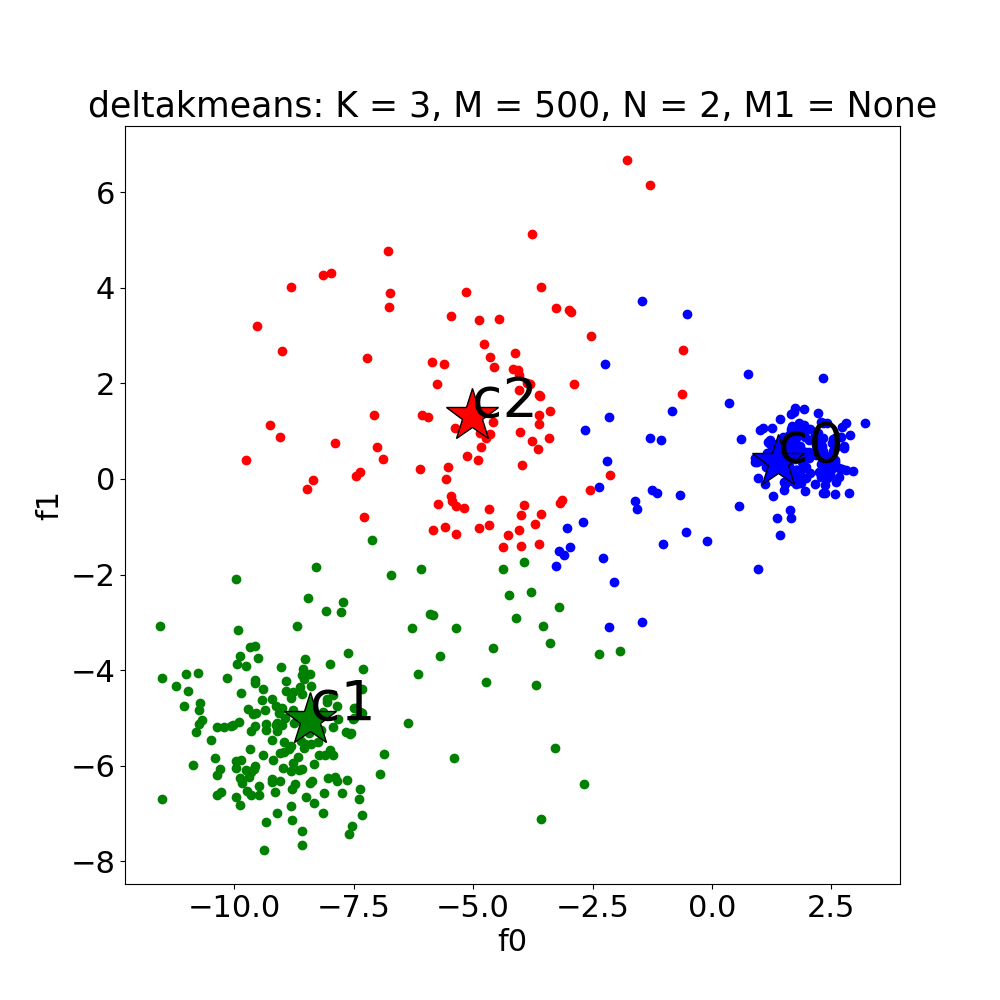 deltakmeans: K = 3, M = 500, N = 2, M1 = None
6
4
2
0
−2
−4
−6
−8
f1
c2
c0
c1
−10.0 −7.5 −5.0 −2.5 0.0 2.5
f0